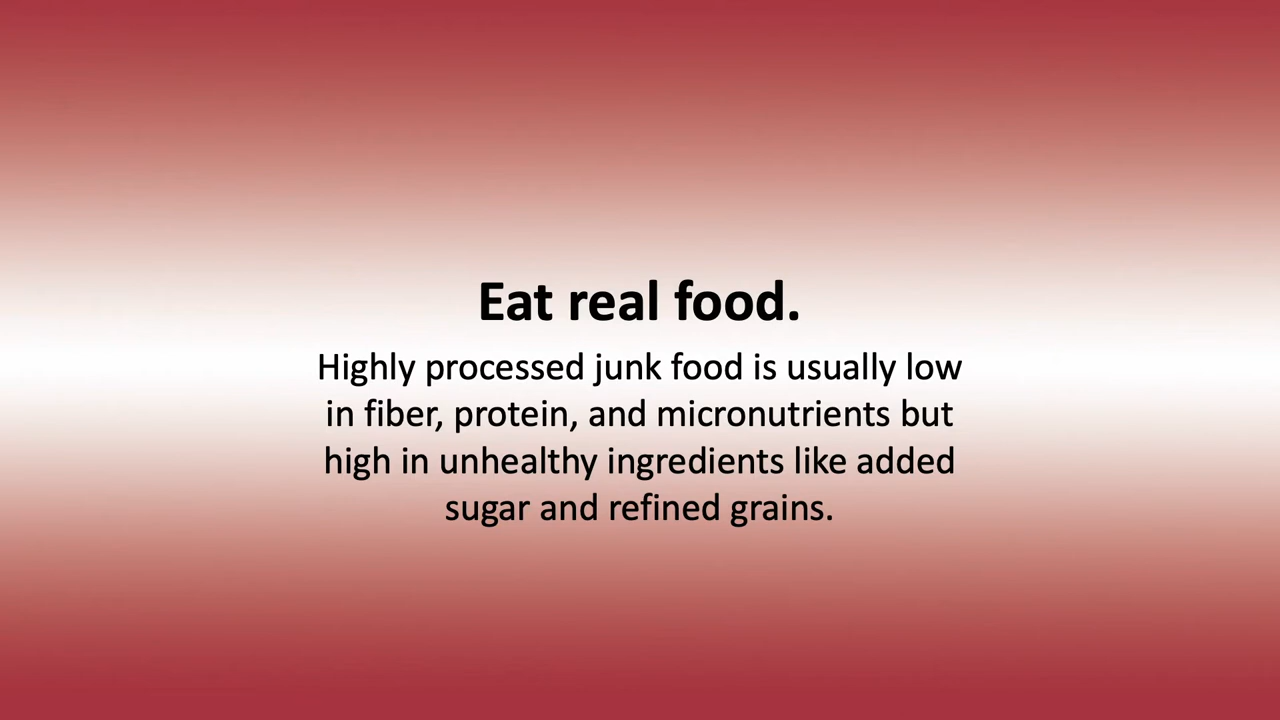 Eat real food.
Highly processed junk food is usually low
in fiber, protein, and micronutrients but
high in unhealthy ingredients like added
sugar and refined grains.